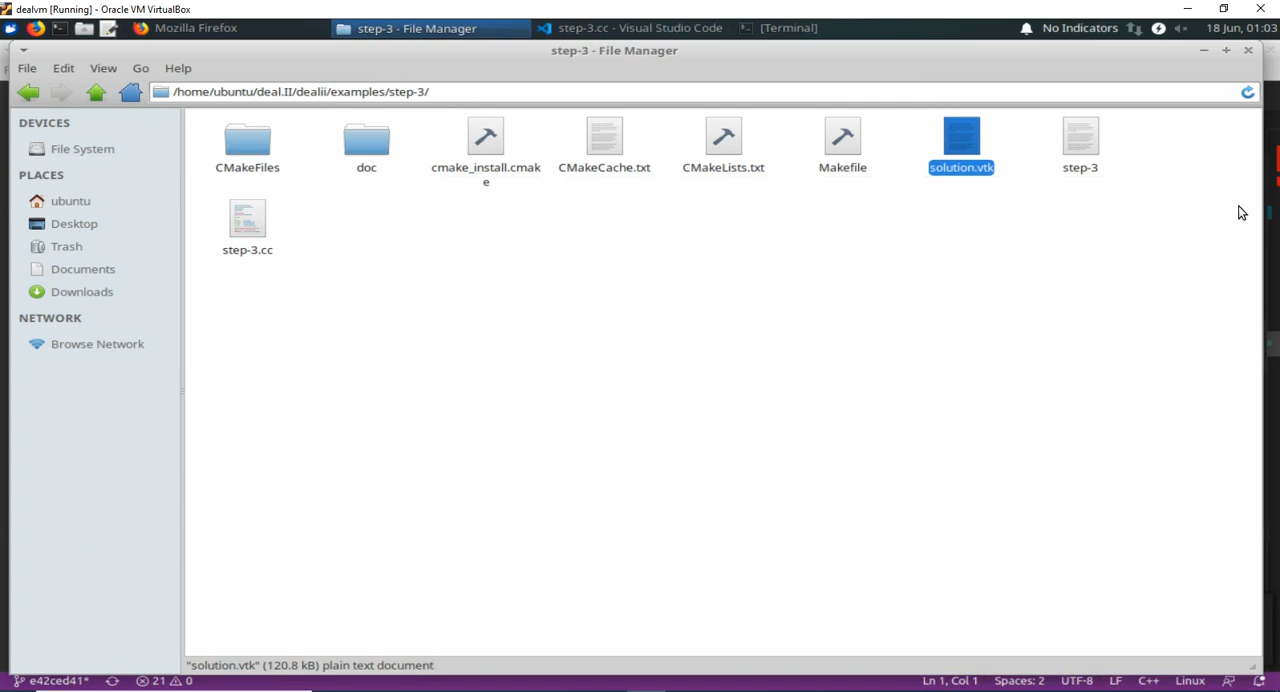 dealvm [Running] - Oracle VM VirtualBox
Mozilla Firefox
step-3 - File Manager
step-3.cc - Visual Studio Code
[Terminal]
No Indicators
18 Jun, 01:03
step-3 - File Manager
File Edit View Go Help
/home/ubuntu/deal.II/dealii/examples/step-3/
DEVICES
File System
PLACES
ubuntu
Desktop
Trash
Documents
Downloads
NETWORK
Browse Network
CMakeFiles
doc
cmake_install.cmak
e
CMakeCache.txt
CMakeLists.txt
Makefile
solution.vtk
step-3
step-3.cc
"solution.vtk" (120.8 kB) plain text document
e42ced41* 21 0
Ln 1, Col 1 Spaces: 2 UTF-8 LF C++ Linux